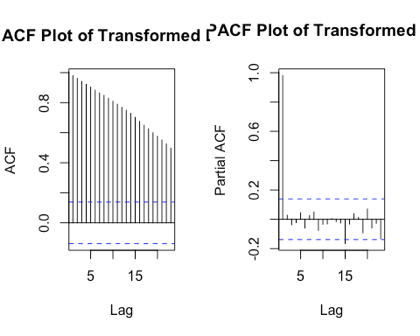 ACF Plot of Transformed
PACF Plot of Transformed
ACF
0.0 0.4 0.8
5 15
Lag
Partial ACF
-0.2 0.2 0.6 1.0
5 15
Lag